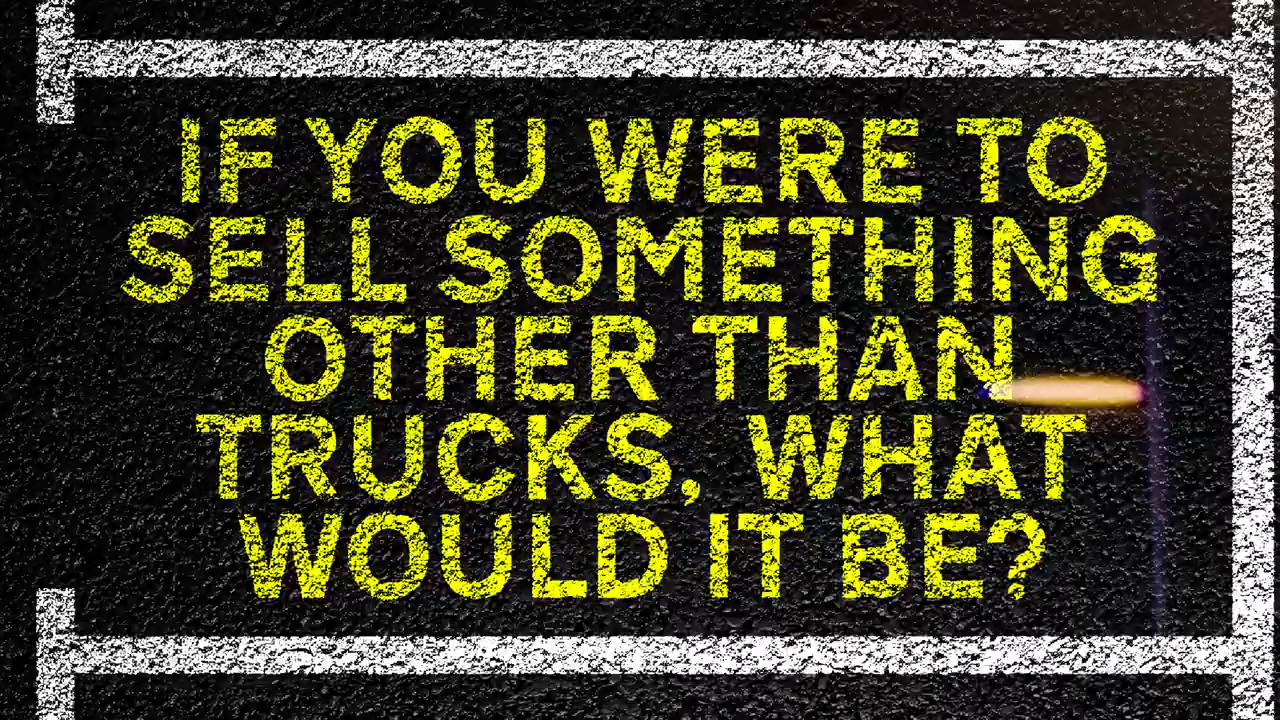 IF YOU WERE TO
SELL SOMETHING
OTHER THAN
TRUCKS, WHAT
WOULD IT BE?